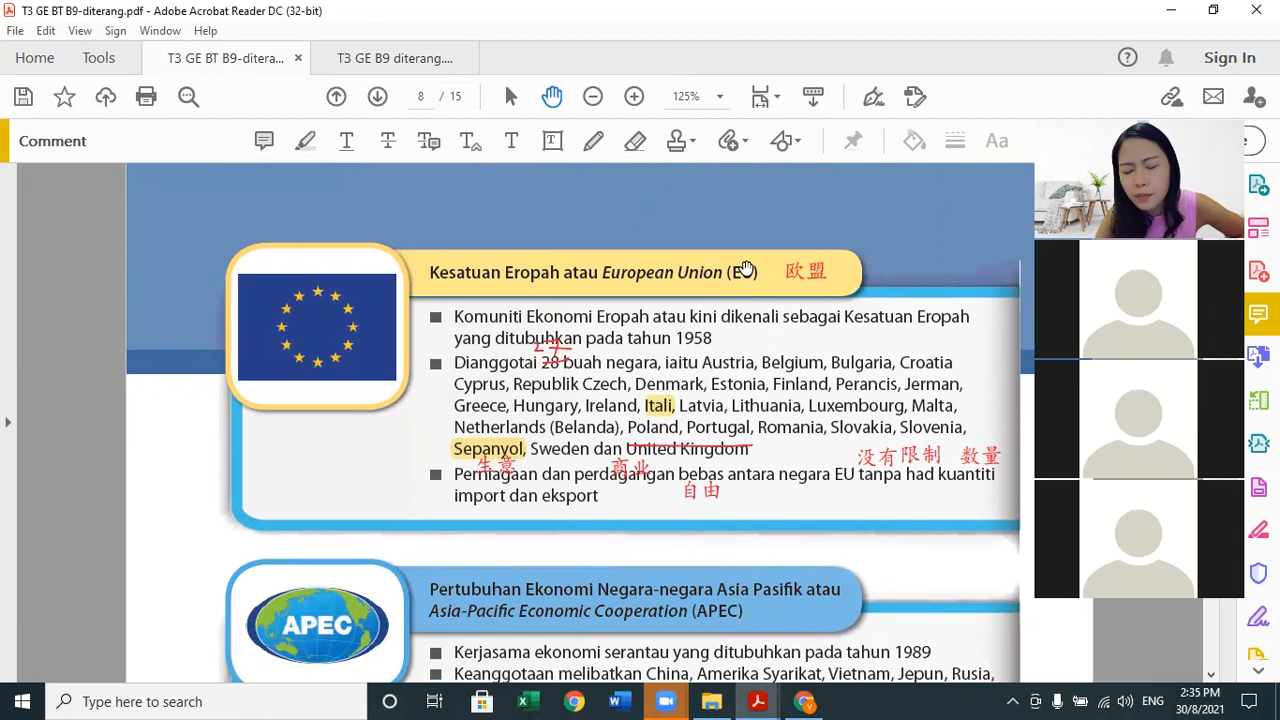 T3 GE BT B9-diterang.pdf - Adobe Acrobat Reader DC (32-bit)
File Edit View Sign Window Help
Home Tools T3 GE BT B9-ditera... × T3 GE B9 diterang.... Sign In
8 / 15 125%
Comment
Kesatuan Eropah atau European Union (E 欧盟
Komuniti Ekonomi Eropah atau kini dikenali sebagai Kesatuan Eropah
yang ditubuhkan pada tahun 1958
27
Dianggotai 28 buah negara, iaitu Austria, Belgium, Bulgaria, Croatia
Cyprus, Republik Czech, Denmark, Estonia, Finland, Perancis, Jerman,
Greece, Hungary, Ireland, Itali, Latvia, Lithuania, Luxembourg, Malta,
Netherlands (Belanda), Poland, Portugal, Romania, Slovakia, Slovenia,
Sepanyol, Sweden dan United Kingdom
生意 商业 没有限制 数量
Perniagaan dan perdagangan bebas antara negara EU tanpa had kuantiti
import dan eksport
自由
Pertubuhan Ekonomi Negara-negara Asia Pasifik atau
Asia-Pacific Economic Cooperation (APEC)
APEC
Kerjasama ekonomi serantau yang ditubuhkan pada tahun 1989
Keanggotaan melibatkan China, Amerika Syarikat, Vietnam, Jepun, Rusia,
Type here to search
ENG
2:35 PM
30/8/2021